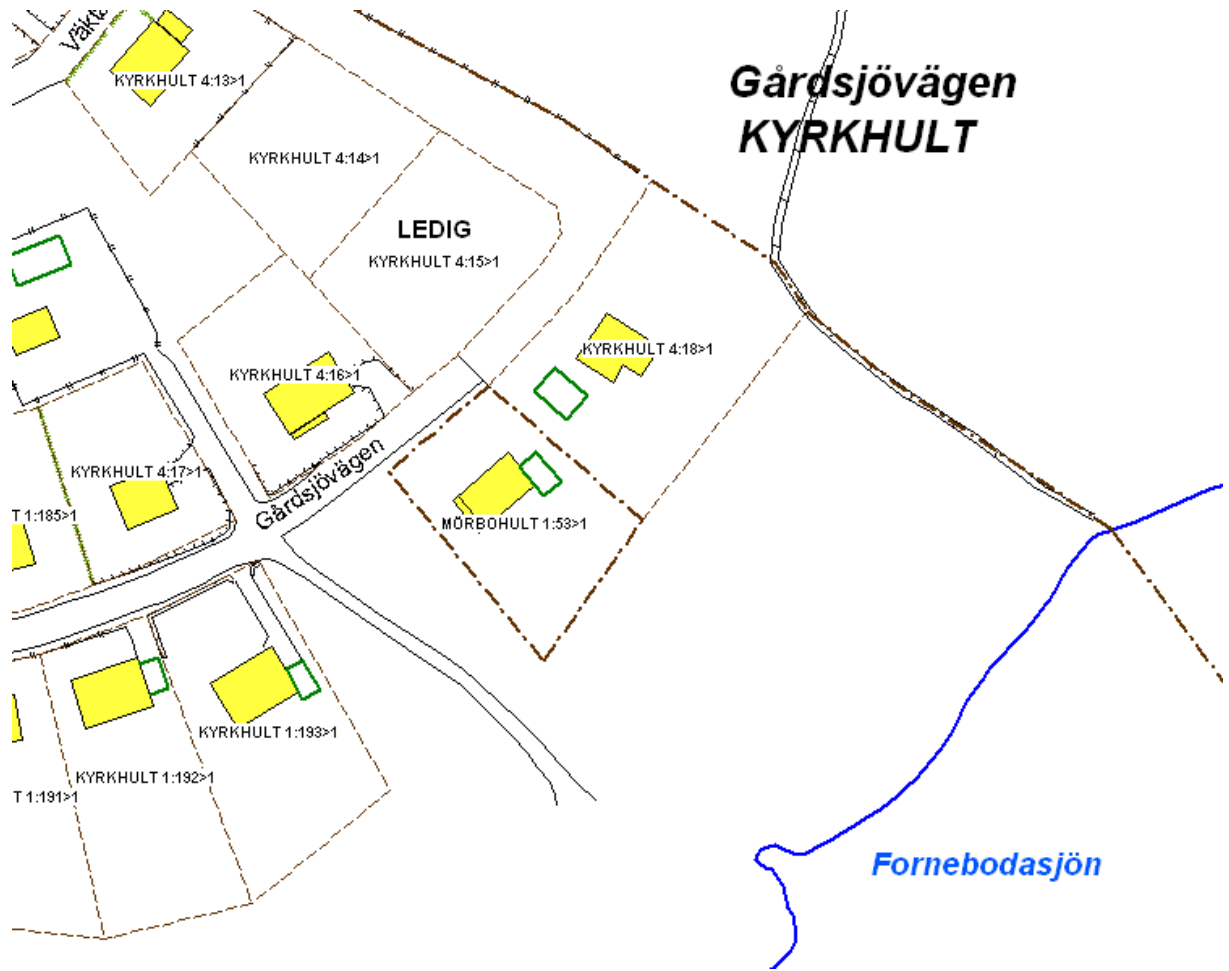 Väkta
KYRKHULT 4:13>1
Gårdsjövägen
KYRKHULT
KYRKHULT 4:14>1
LEDIG
KYRKHULT 4:15>1
KYRKHULT 4:18>1
KYRKHULT 4:16>1
Gårdsjövägen
KYRKHULT 4:17>1
T 1:185>1
MÖRBOHULT 1:53>1
KYRKHULT 1:193>1
KYRKHULT 1:192>1
T 1:191>1
Fornebodasjön